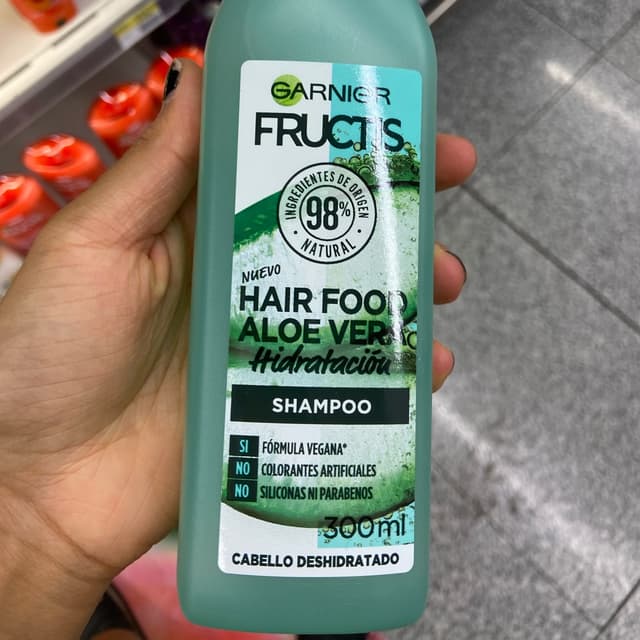 GARNIER
FRUCTIS
INGREDIENTES DE ORIGEN
98%
NATURAL
NUEVO
HAIR FOOD
ALOE VERA
Hidratación
SHAMPOO
SI FÓRMULA VEGANA*
NO COLORANTES ARTIFICIALES
NO SILICONAS NI PARABENOS
300ml
CABELLO DESHIDRATADO